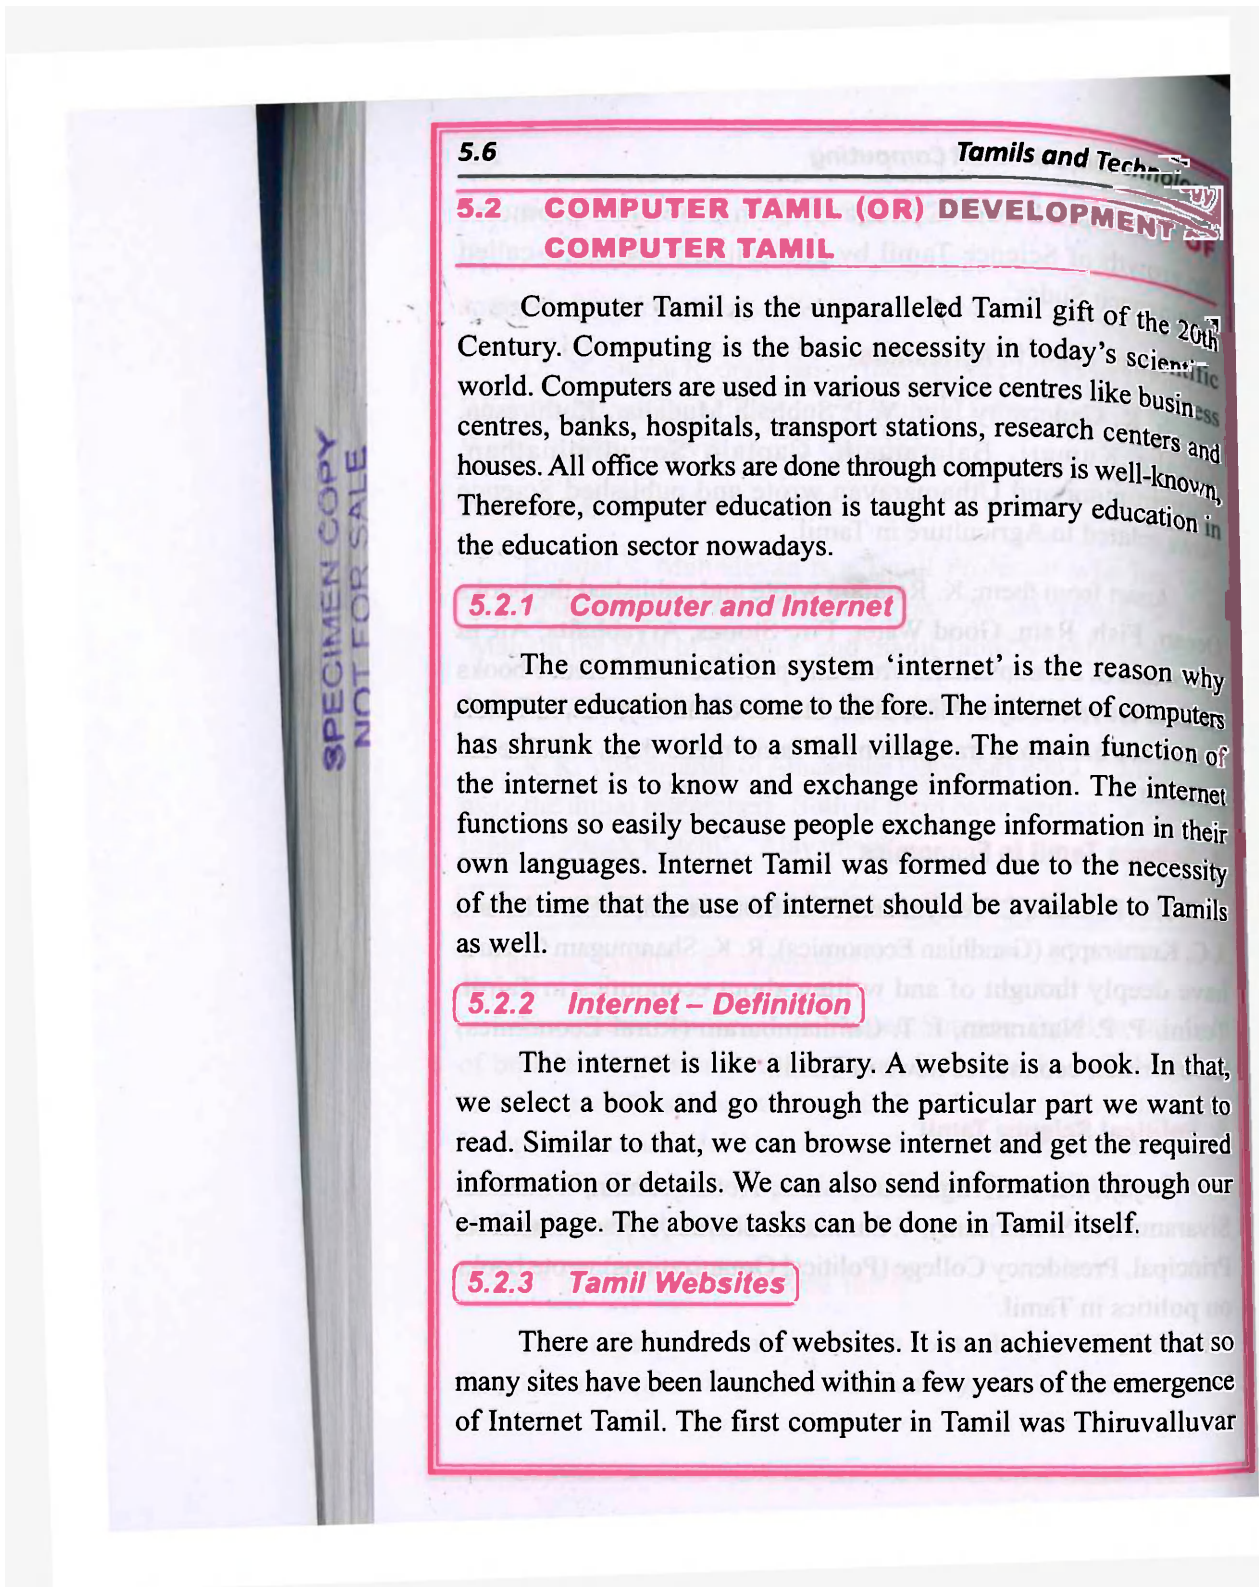 5.6 Tamils and Technology
5.2 COMPUTER TAMIL (OR) DEVELOPMENT OF
COMPUTER TAMIL
Computer Tamil is the unparalleled Tamil gift of the 20th
Century. Computing is the basic necessity in today's scientific
world. Computers are used in various service centres like business
centres, banks, hospitals, transport stations, research centers and
houses. All office works are done through computers is well-known,
Therefore, computer education is taught as primary education in
the education sector nowadays.
5.2.1 Computer and Internet
The communication system 'internet' is the reason why
computer education has come to the fore. The internet of computers
has shrunk the world to a small village. The main function of
the internet is to know and exchange information. The internet
functions so easily because people exchange information in their
own languages. Internet Tamil was formed due to the necessity
of the time that the use of internet should be available to Tamils
as well.
5.2.2 Internet – Definition
The internet is like a library. A website is a book. In that,
we select a book and go through the particular part we want to
read. Similar to that, we can browse internet and get the required
information or details. We can also send information through our
e-mail page. The above tasks can be done in Tamil itself.
5.2.3 Tamil Websites
There are hundreds of websites. It is an achievement that so
many sites have been launched within a few years of the emergence
of Internet Tamil. The first computer in Tamil was Thiruvalluvar
SPECIMEN COPY
NOT FOR SALE